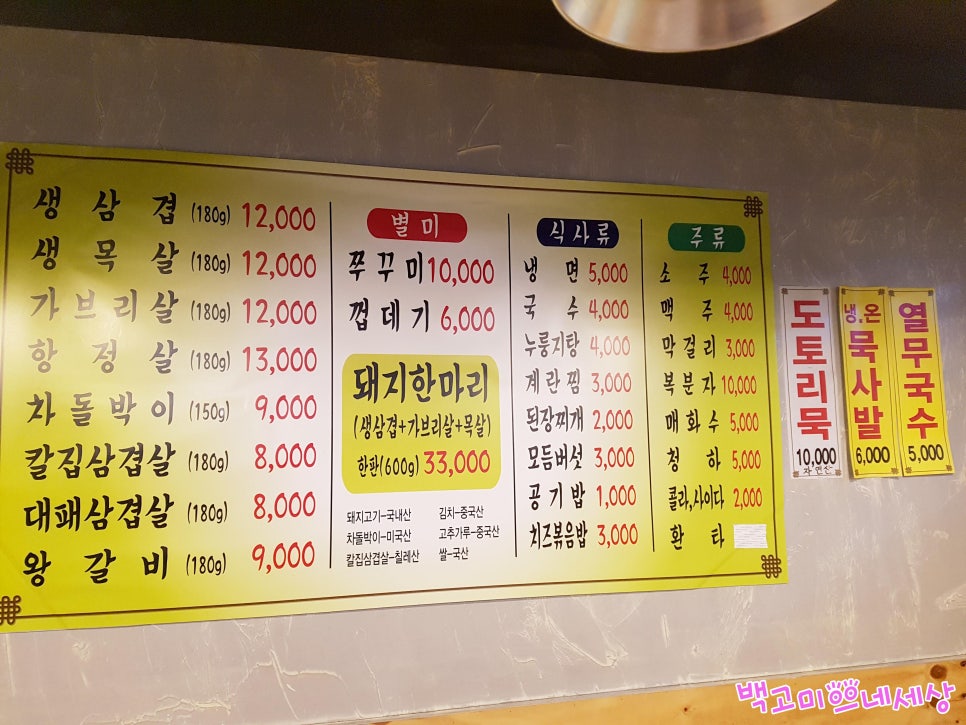 생삼겹 (180g) 12,000
생목살 (180g) 12,000
가브리살 (180g) 12,000
항정살 (180g) 13,000
차돌박이 (150g) 9,000
칼집삼겹살 (180g) 8,000
대패삼겹살 (180g) 8,000
왕갈비 (180g) 9,000
별미
쭈꾸미 10,000
껍데기 6,000
돼지한마리
(생삼겹+가브리살+목살)
한판(600g) 33,000
돼지고기-국내산 김치-중국산
차돌박이-미국산 고추가루-중국산
칼집삼겹살-칠레산 쌀-국산
식사류
냉면 5,000
국수 4,000
누룽지탕 4,000
계란찜 3,000
된장찌개 2,000
모듬버섯 3,000
공기밥 1,000
치즈볶음밥 3,000
주류
소주 4,000
맥주 4,000
막걸리 3,000
복분자 10,000
매화수 5,000
청하 5,000
콜라,사이다 2,000
환타
도토리묵
10,000
자연산
냉.온
묵사발
6,000
열무국수
5,000
백고미쁘네세상